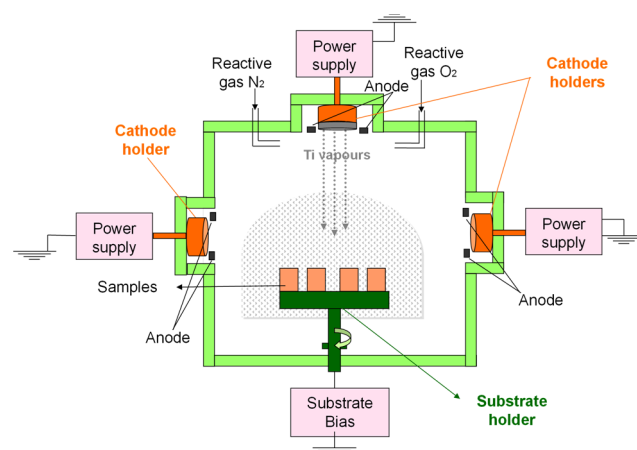 Power
supply
Reactive
gas N₂
Reactive
gas O₂
Anode
Cathode
holders
Cathode
holder
Ti vapours
Power
supply
Power
supply
Samples
Anode
Anode
Substrate
Bias
Substrate
holder